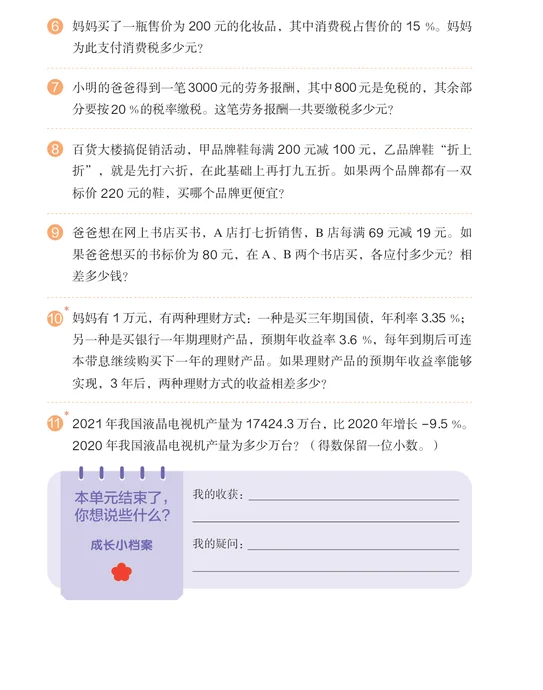 6 妈妈买了一瓶售价为 200 元的化妆品，其中消费税占售价的 15 %。妈妈
为此支付消费税多少元？
7 小明的爸爸得到一笔3000元的劳务报酬，其中800元是免税的，其余部
分要按20 %的税率缴税。这笔劳务报酬一共要缴税多少元？
8 百货大楼搞促销活动，甲品牌鞋每满 200 元减 100 元，乙品牌鞋“折上
折”，就是先打六折，在此基础上再打九五折。如果两个品牌都有一双
标价 220 元的鞋，买哪个品牌更便宜？
9 爸爸想在网上书店买书，A 店打七折销售，B 店每满 69 元减 19 元。如
果爸爸想买的书标价为 80 元，在 A、B 两个书店买，各应付多少元？相
差多少钱？
10* 妈妈有 1 万元，有两种理财方式：一种是买三年期国债，年利率 3.35 %；
另一种是买银行一年期理财产品，预期年收益率 3.6 %，每年到期后可连
本带息继续购买下一年的理财产品。如果理财产品的预期年收益率能够
实现，3 年后，两种理财方式的收益相差多少？
11* 2021 年我国液晶电视机产量为 17424.3 万台，比 2020 年增长 −9.5 %。
2020 年我国液晶电视机产量为多少万台？（得数保留一位小数。）
本单元结束了，
你想说些什么？
成长小档案
我的收获：
我的疑问：